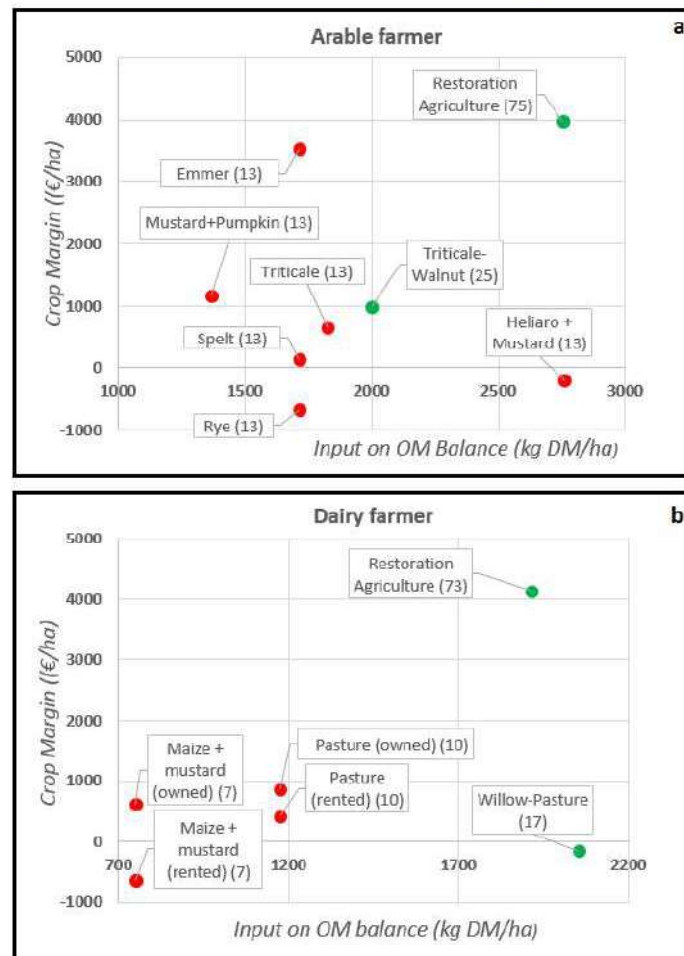 Arable farmer
a
5000
4000
3000
2000
1000
0
-1000
Crop Margin ((€/ha)
Restoration
Agriculture (75)
Emmer (13)
Mustard+Pumpkin (13)
Triticale (13)
Triticale-
Walnut (25)
Spelt (13)
Heliaro +
Mustard (13)
Rye (13)
1000
1500
2000
2500
3000
Input on OM Balance (kg DM/ha)
Dairy farmer
b
5000
4000
3000
2000
1000
0
-1000
Crop Margin ((€/ha)
Restoration
Agriculture (73)
Maize +
mustard
(owned) (7)
Pasture (owned) (10)
Pasture
(rented) (10)
Willow-Pasture
(17)
Maize +
mustard
(rented) (7)
700
1200
1700
2200
Input on OM balance (kg DM/ha)